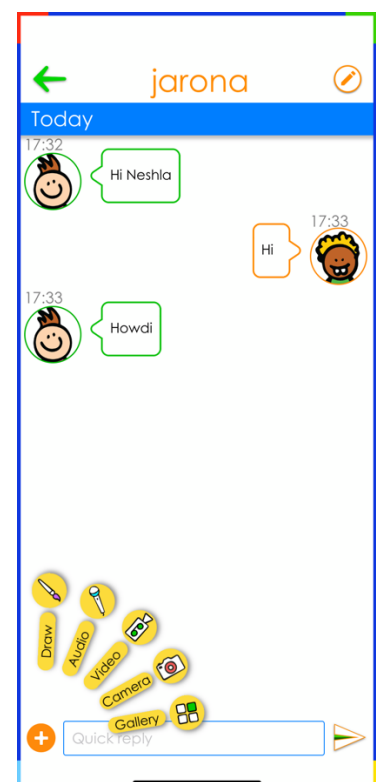 jarona
Today
17:32
Hi Neshla
17:33
Hi
17:33
Howdi
Draw
Audio
Video
Camera
Gallery
Quick reply